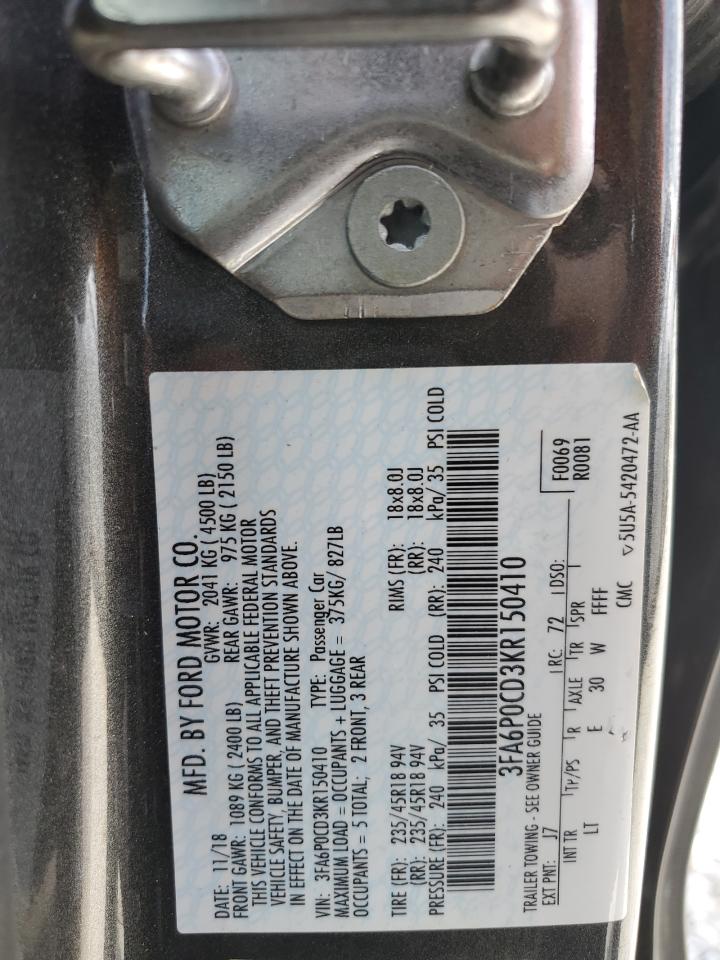 MFD. BY FORD MOTOR CO.
DATE: 11/18 GVWR: 2041 KG ( 4500 LB)
FRONT GAWR: 1089 KG ( 2400 LB) REAR GAWR: 975 KG ( 2150 LB)
THIS VEHICLE CONFORMS TO ALL APPLICABLE FEDERAL MOTOR
VEHICLE SAFETY, BUMPER, AND THEFT PREVENTION STANDARDS
IN EFFECT ON THE DATE OF MANUFACTURE SHOWN ABOVE.
VIN: 3FA6P0CD3KR150410 TYPE: Passenger Car
MAXIMUM LOAD = OCCUPANTS + LUGGAGE = 375KG/ 827LB
OCCUPANTS = 5 TOTAL; 2 FRONT, 3 REAR
TIRE (FR): 235/45R18 94V RIMS (FR): 18x8.0J
(RR): 235/45R18 94V (RR): 18x8.0J
PRESSURE (FR): 240 kPa/ 35 PSI COLD (RR): 240 kPa/ 35 PSI COLD
3FA6P0CD3KR150410
TRAILER TOWING - SEE OWNER GUIDE
F0069
R0081
EXT PNT: J7 RC: 72 DSO:
INT TR TP/PS R AXLE TR SPR
LT E 30 W FFFF
CMC ▽5U5A-5420472-AA